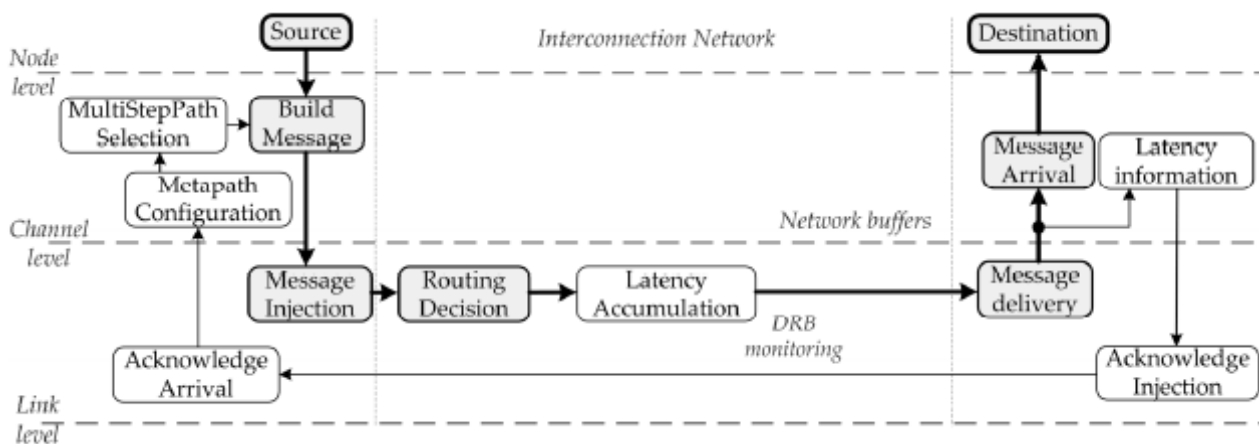 Source
Interconnection Network
Destination
Node
level
MultiStepPath
Selection
Build
Message
Message
Arrival
Latency
information
Metapath
Configuration
Channel
level
Network buffers
Message
Injection
Routing
Decision
Latency
Accumulation
Message
delivery
DRB
monitoring
Acknowledge
Arrival
Acknowledge
Injection
Link
level